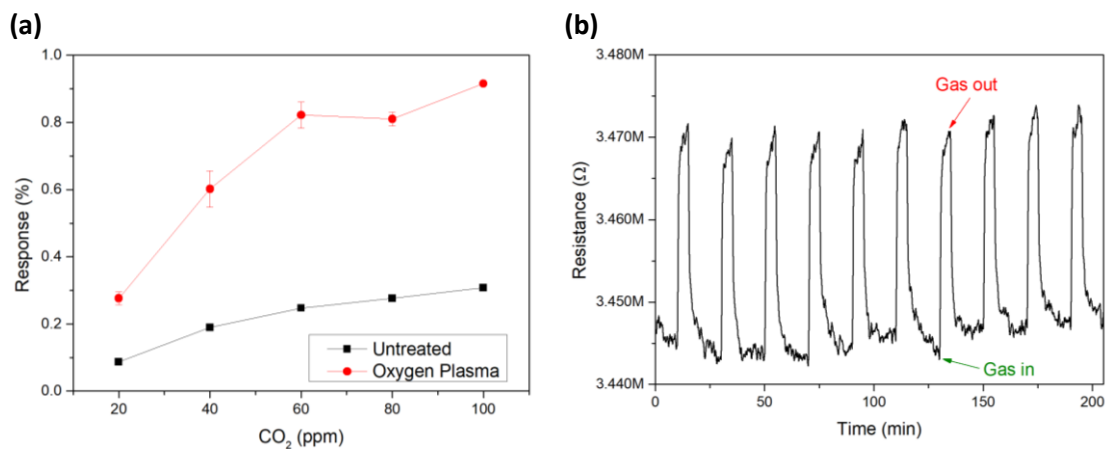 (a)
1.0
0.8
0.6
0.4
0.2
0.0
Response (%)
20
40
60
80
100
CO₂ (ppm)
Untreated
Oxygen Plasma
(b)
3.480M
3.470M
3.460M
3.450M
3.440M
Resistance (Ω)
0
50
100
150
200
Time (min)
Gas out
Gas in